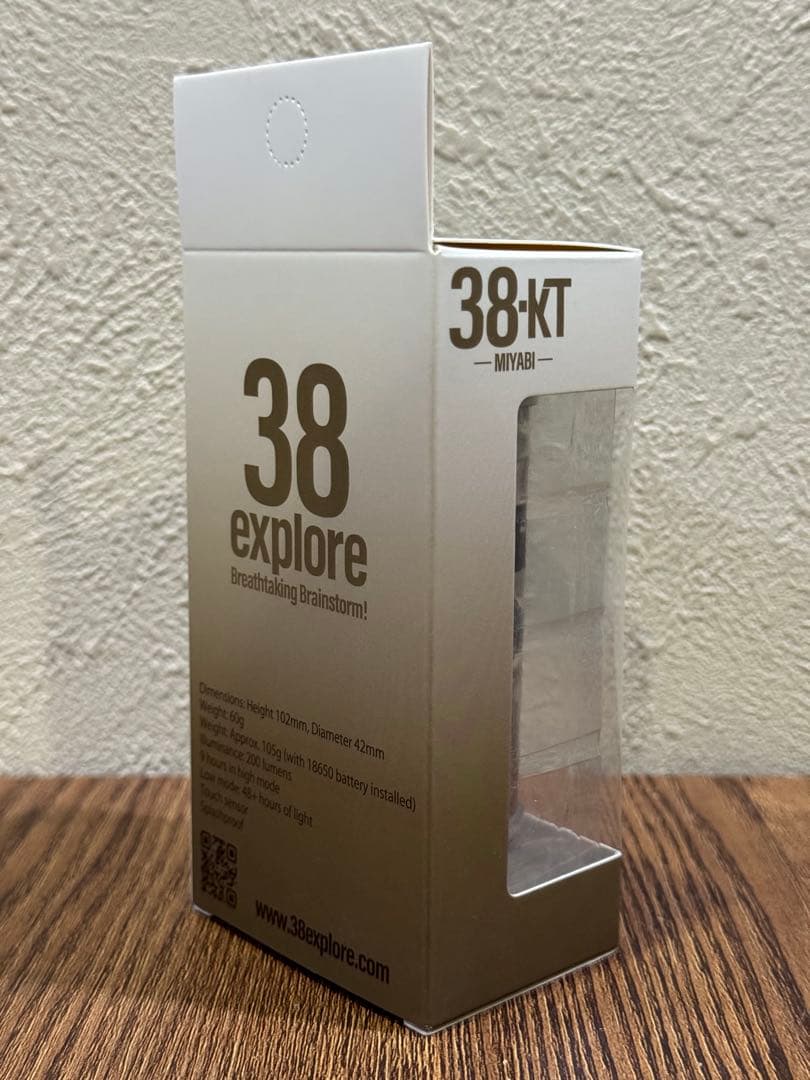 38
explore
Breathtaking Brainstorm!
Dimensions: Height 102mm, Diameter 42mm
Weight: 60g
Weight: Approx. 105g (with 18650 battery installed)
Illuminance: 200 lumens
9 hours in high mode
Low mode: 48+ hours of light
Touch sensor
Splashproof
www.38explore.com
38-KT
MIYABI